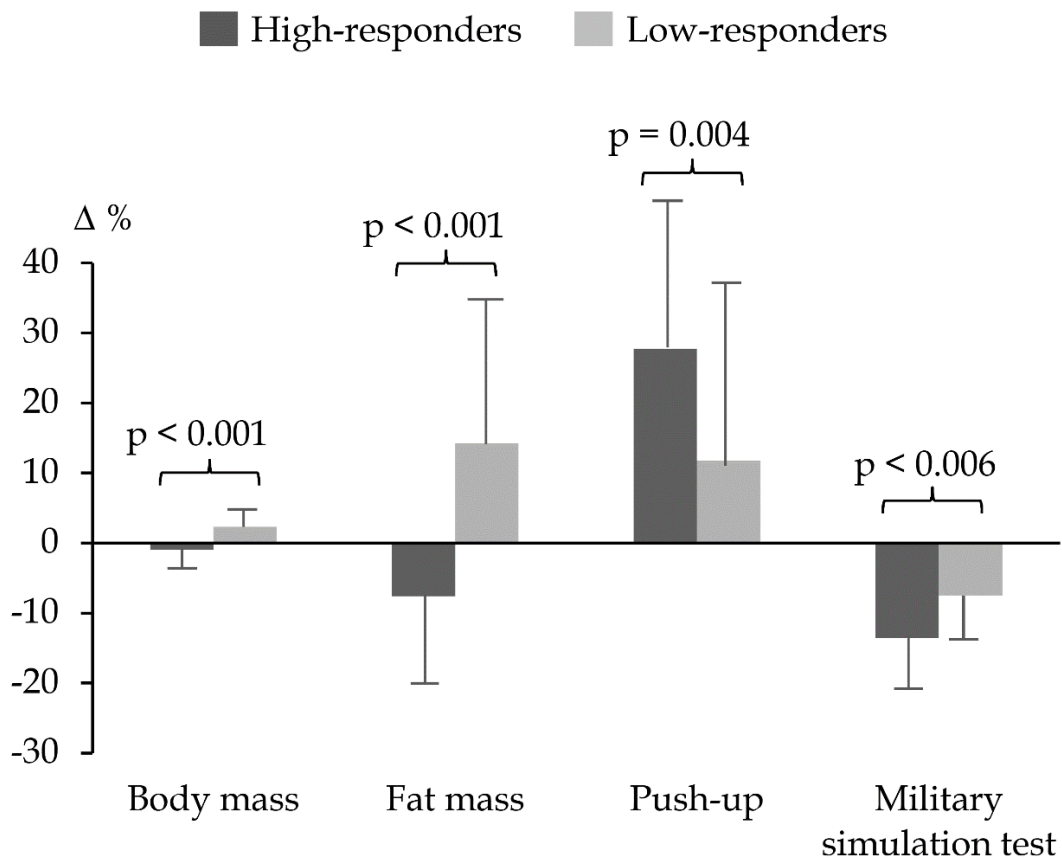 High-responders Low-responders
p = 0.004
Δ %
p < 0.001
40
30
20
p < 0.001
10
p < 0.006
0
-10
-20
-30
Body mass Fat mass Push-up Military
simulation test